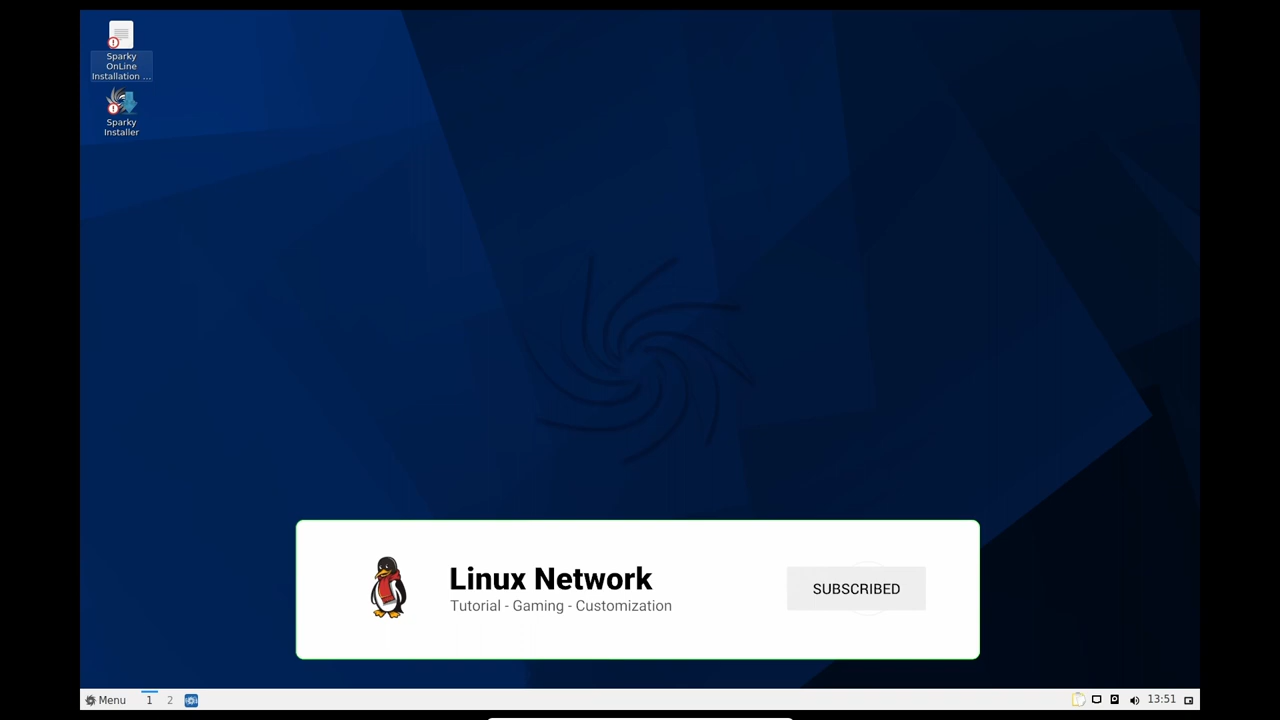 Sparky
OnLine
Installation ...
Sparky
Installer
Linux Network
Tutorial - Gaming - Customization
SUBSCRIBED
Menu
1
2
13:51